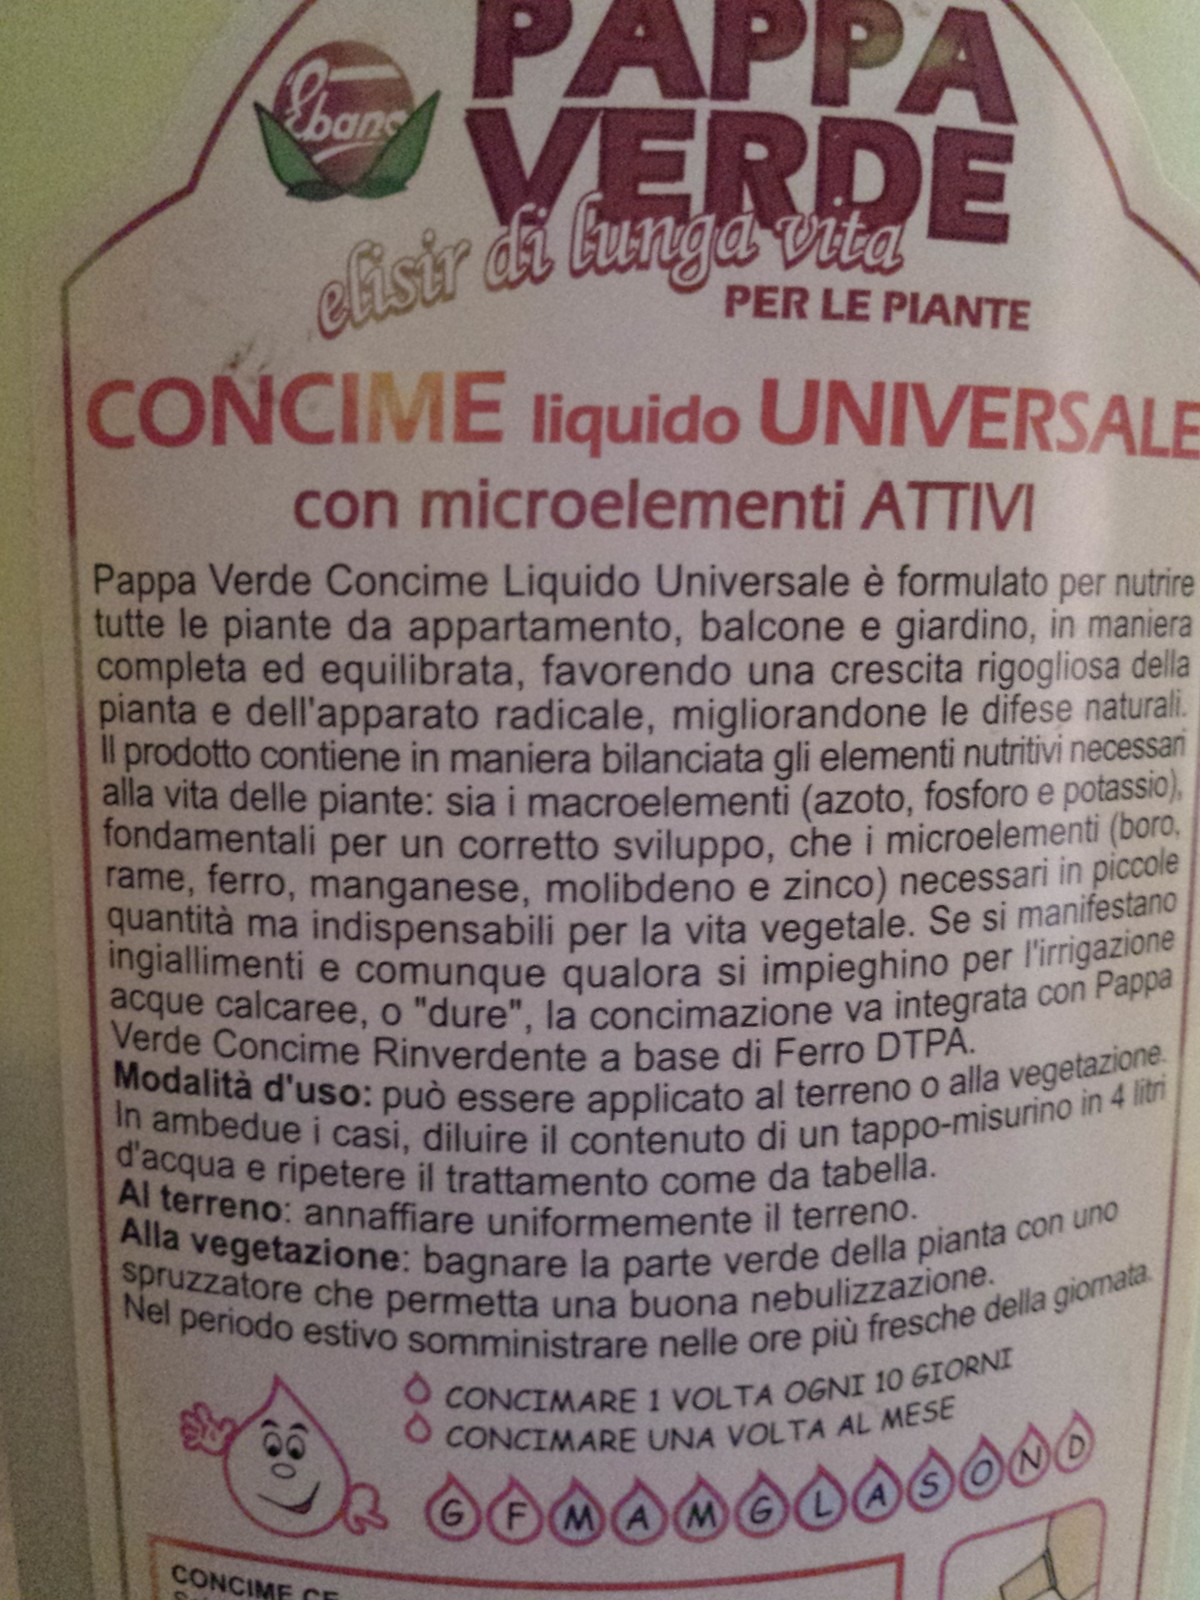 Ebano
PAPPA
VERDE
elisir di lunga vita
PER LE PIANTE
CONCIME liquido UNIVERSALE
con microelementi ATTIVI
Pappa Verde Concime Liquido Universale è formulato per nutrire
tutte le piante da appartamento, balcone e giardino, in maniera
completa ed equilibrata, favorendo una crescita rigogliosa della
pianta e dell'apparato radicale, migliorandone le difese naturali.
Il prodotto contiene in maniera bilanciata gli elementi nutritivi necessari
alla vita delle piante: sia i macroelementi (azoto, fosforo e potassio),
fondamentali per un corretto sviluppo, che i microelementi (boro,
rame, ferro, manganese, molibdeno e zinco) necessari in piccole
quantità ma indispensabili per la vita vegetale. Se si manifestano
ingiallimenti e comunque qualora si impieghino per l'irrigazione
acque calcaree, o "dure", la concimazione va integrata con Pappa
Verde Concime Rinverdente a base di Ferro DTPA.
Modalità d'uso: può essere applicato al terreno o alla vegetazione.
In ambedue i casi, diluire il contenuto di un tappo-misurino in 4 litri
d'acqua e ripetere il trattamento come da tabella.
Al terreno: annaffiare uniformemente il terreno.
Alla vegetazione: bagnare la parte verde della pianta con uno
spruzzatore che permetta una buona nebulizzazione.
Nel periodo estivo somministrare nelle ore più fresche della giornata.
CONCIMARE 1 VOLTA OGNI 10 GIORNI
CONCIMARE UNA VOLTA AL MESE
G F M A M G L A S O N D
CONCIME CE